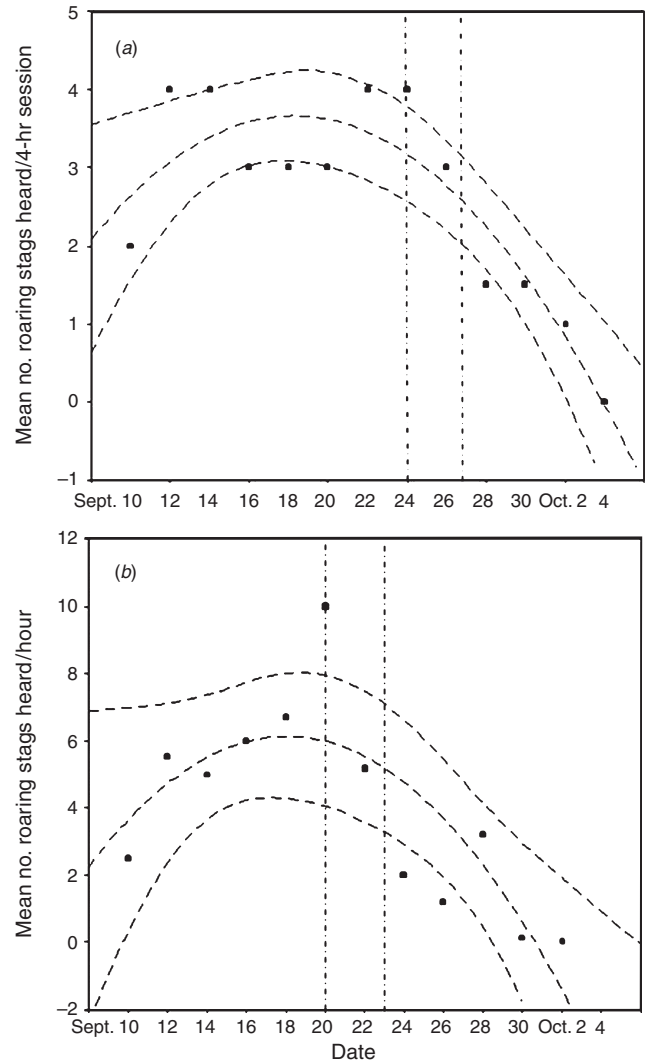 (a)
Mean no. roaring stags heard/4-hr session
5
4
3
2
1
0
–1
Sept. 10 12 14 16 18 20 22 24 26 28 30 Oct. 2 4
(b)
Mean no. roaring stags heard/hour
12
10
8
6
4
2
0
–2
Sept. 10 12 14 16 18 20 22 24 26 28 30 Oct. 2 4
Date